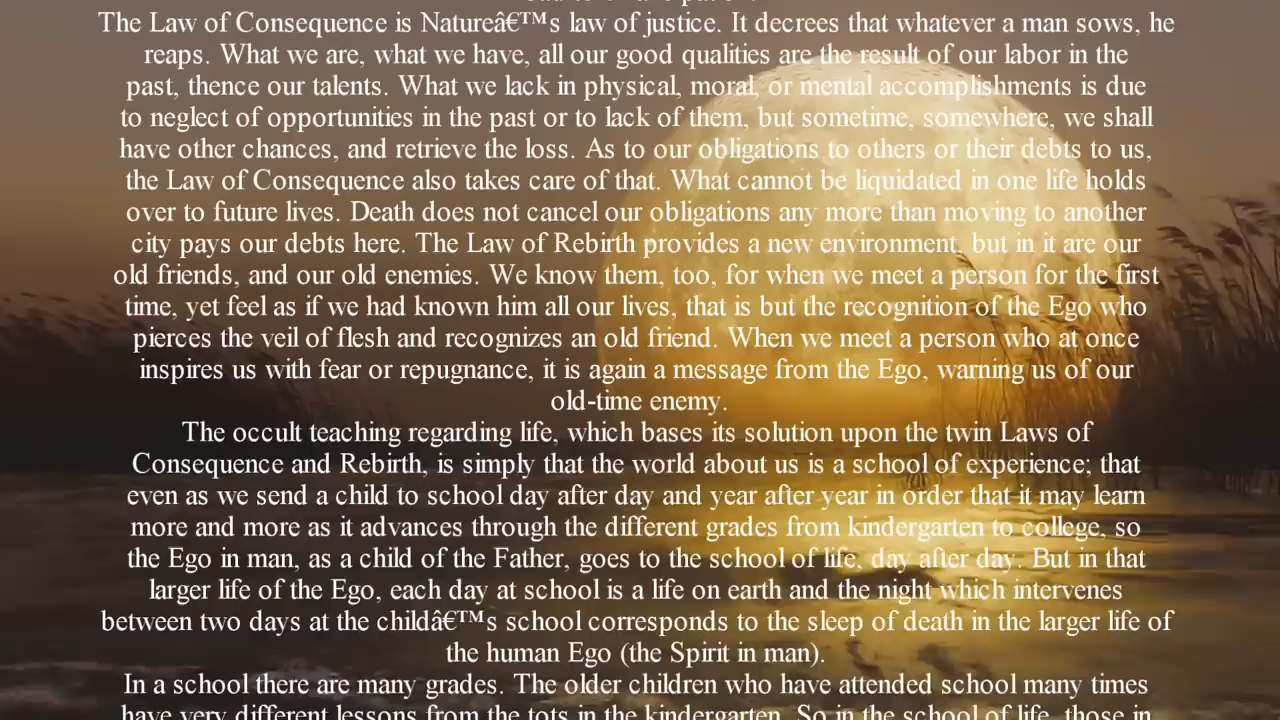 The Law of Consequence is Natureâ€™s law of justice. It decrees that whatever a man sows, he
reaps. What we are, what we have, all our good qualities are the result of our labor in the
past, thence our talents. What we lack in physical, moral, or mental accomplishments is due
to neglect of opportunities in the past or to lack of them, but sometime, somewhere, we shall
have other chances, and retrieve the loss. As to our obligations to others or their debts to us,
the Law of Consequence also takes care of that. What cannot be liquidated in one life holds
over to future lives. Death does not cancel our obligations any more than moving to another
city pays our debts here. The Law of Rebirth provides a new environment, but in it are our
old friends, and our old enemies. We know them, too, for when we meet a person for the first
time, yet feel as if we had known him all our lives, that is but the recognition of the Ego who
pierces the veil of flesh and recognizes an old friend. When we meet a person who at once
inspires us with fear or repugnance, it is again a message from the Ego, warning us of our
old-time enemy.
The occult teaching regarding life, which bases its solution upon the twin Laws of
Consequence and Rebirth, is simply that the world about us is a school of experience; that
even as we send a child to school day after day and year after year in order that it may learn
more and more as it advances through the different grades from kindergarten to college, so
the Ego in man, as a child of the Father, goes to the school of life, day after day. But in that
larger life of the Ego, each day at school is a life on earth and the night which intervenes
between two days at the childâ€™s school corresponds to the sleep of death in the larger life of
the human Ego (the Spirit in man).
In a school there are many grades. The older children who have attended school many times
have very different lessons from the tots in the kindergarten. So in the school of life, those in